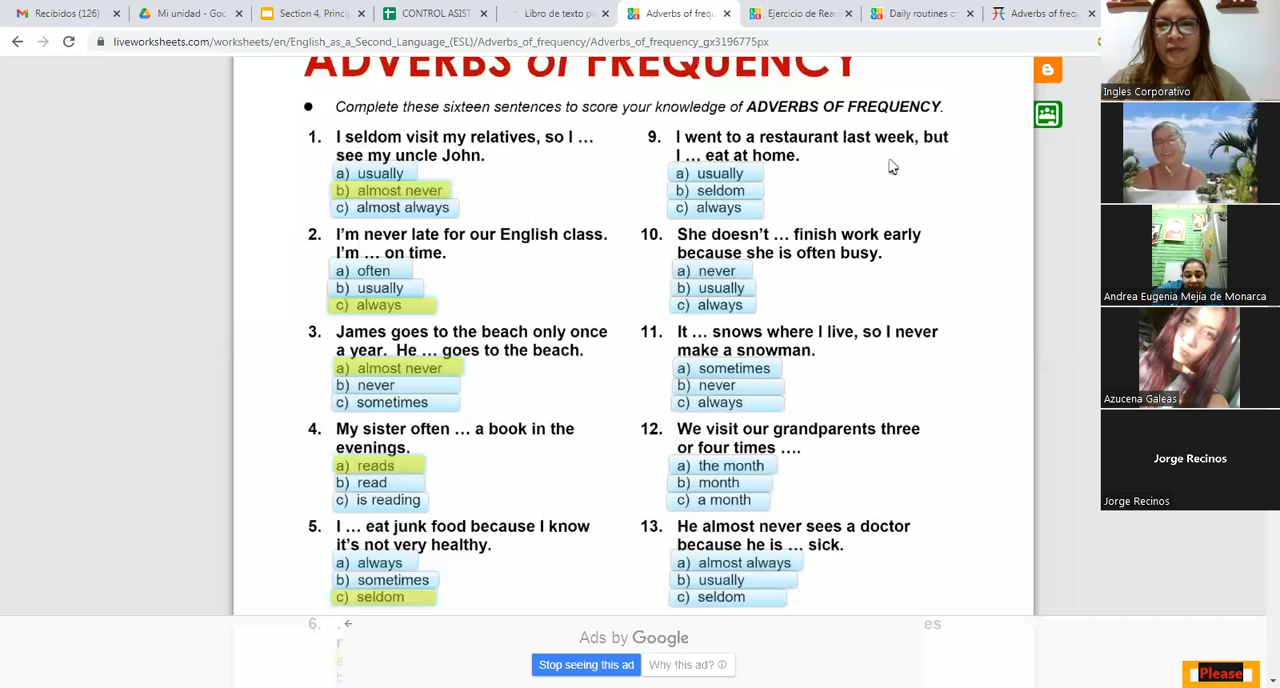 Recibidos (126)
Mi unidad - Goo
Section 4, Princi
CONTROL ASIST
Libro de texto pa
Adverbs of frequ
Ejercicio de Rea
Daily routines c
Adverbs of frequ
liveworksheets.com/worksheets/en/English_as_a_Second_Language_(ESL)/Adverbs_of_frequency/Adverbs_of_frequency_gx3196775px
ADVERBS of FREQUENCY
Complete these sixteen sentences to score your knowledge of ADVERBS OF FREQUENCY.
1. I seldom visit my relatives, so I …
see my uncle John.
a) usually
b) almost never
c) almost always
2. I'm never late for our English class.
I'm … on time.
a) often
b) usually
c) always
3. James goes to the beach only once
a year. He … goes to the beach.
a) almost never
b) never
c) sometimes
4. My sister often … a book in the
evenings.
a) reads
b) read
c) is reading
5. I … eat junk food because I know
it's not very healthy.
a) always
b) sometimes
c) seldom
6.
9. I went to a restaurant last week, but
I … eat at home.
a) usually
b) seldom
c) always
10. She doesn't … finish work early
because she is often busy.
a) never
b) usually
c) always
11. It … snows where I live, so I never
make a snowman.
a) sometimes
b) never
c) always
12. We visit our grandparents three
or four times ….
a) the month
b) month
c) a month
13. He almost never sees a doctor
because he is … sick.
a) almost always
b) usually
c) seldom
es
Ads by Google
Stop seeing this ad
Why this ad?
Ingles Corporativo
Andrea Eugenia Mejía de Monarca
Azucena Galeas
Jorge Recinos
Jorge Recinos
Please